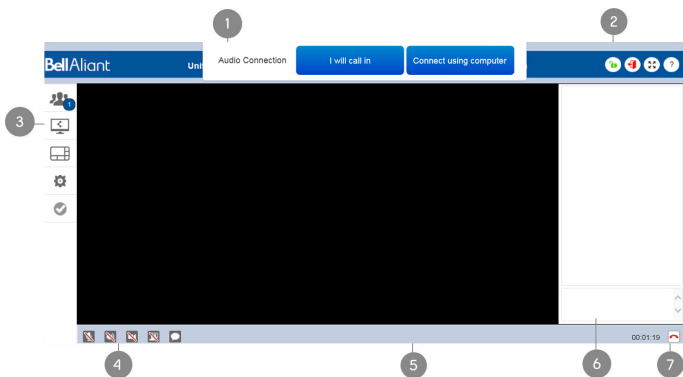 1
2
BellAliant
Uni
Audio Connection
I will call in
Connect using computer
?
1
3
00:01:19
4
5
6
7